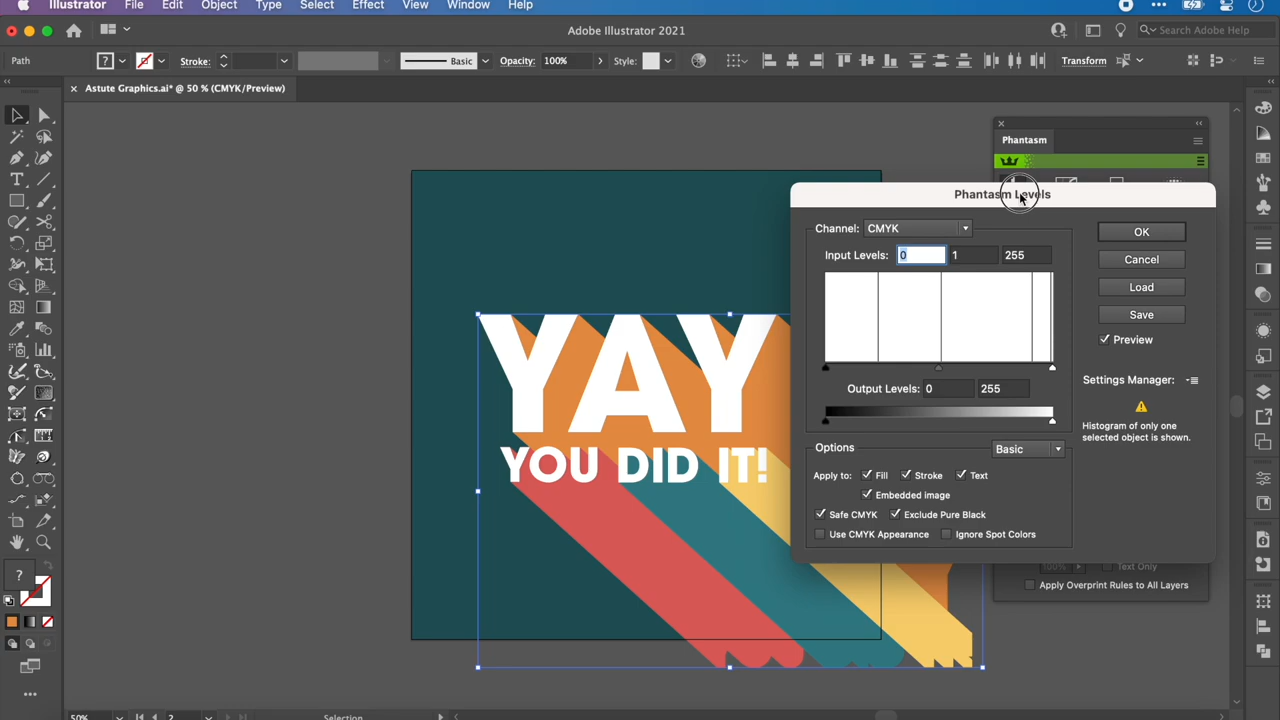 Illustrator File Edit Object Type Select Effect View Window Help
Adobe Illustrator 2021
Search Adobe Help
Path ? Stroke: Basic Opacity: 100% Style: Transform
Astute Graphics.ai* @ 50 % (CMYK/Preview)
Phantasm
Phantasm Levels
Channel: CMYK
OK
Input Levels: 0 1 255
Cancel
Load
Save
Preview
Output Levels: 0 255
Settings Manager:
Histogram of only one
selected object is shown.
Options
Basic
Apply to: Fill Stroke Text
Embedded image
Safe CMYK Exclude Pure Black
Use CMYK Appearance Ignore Spot Colors
100% Text Only
Apply Overprint Rules to All Layers
YAY
YOU DID IT!
?
50% 2 Selection